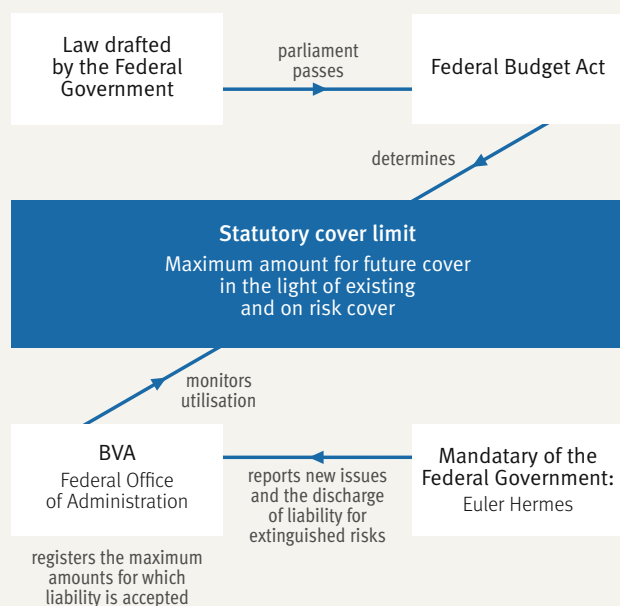 Law drafted
by the Federal
Government
parliament
passes
Federal Budget Act
determines
Statutory cover limit
Maximum amount for future cover
in the light of existing
and on risk cover
monitors
utilisation
BVA
Federal Office
of Administration
reports new issues
and the discharge
of liability for
extinguished risks
Mandatary of the
Federal Government:
Euler Hermes
registers the maximum
amounts for which
liability is accepted